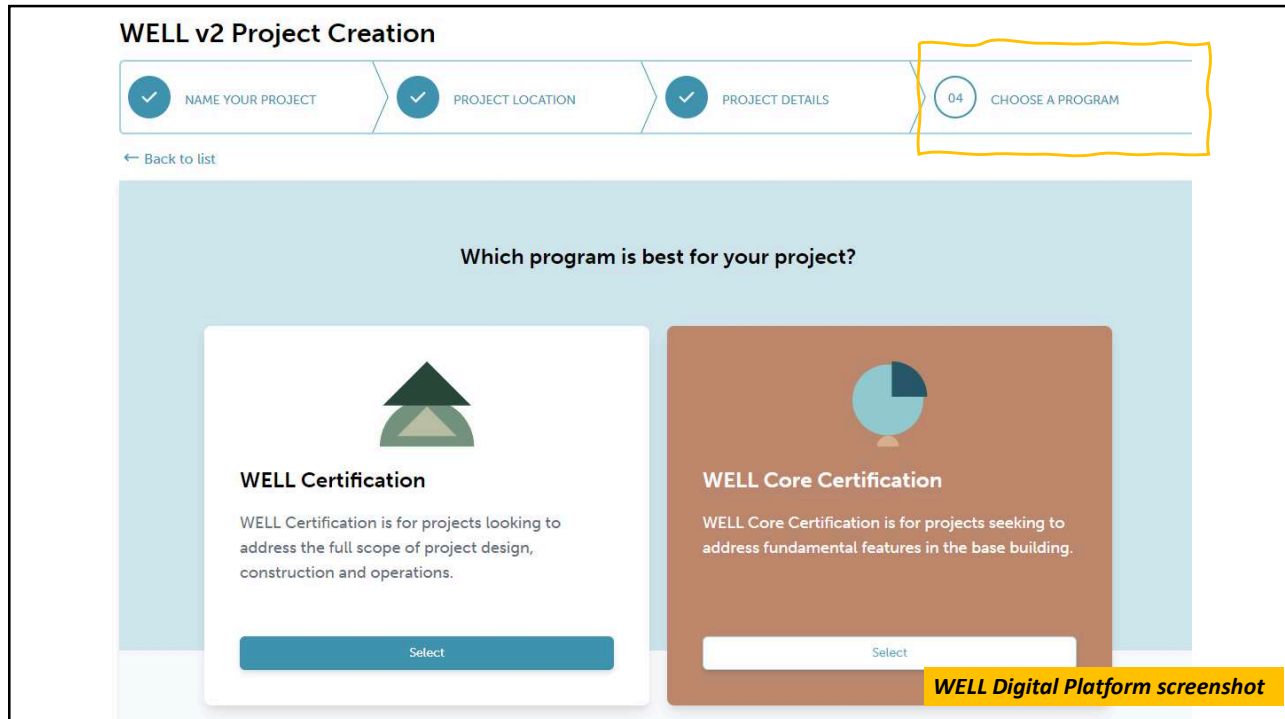 WELL v2 Project Creation
NAME YOUR PROJECT
PROJECT LOCATION
PROJECT DETAILS
04 CHOOSE A PROGRAM
← Back to list
Which program is best for your project?
WELL Certification
WELL Certification is for projects looking to
address the full scope of project design,
construction and operations.
Select
WELL Core Certification
WELL Core Certification is for projects seeking to
address fundamental features in the base building.
Select
WELL Digital Platform screenshot